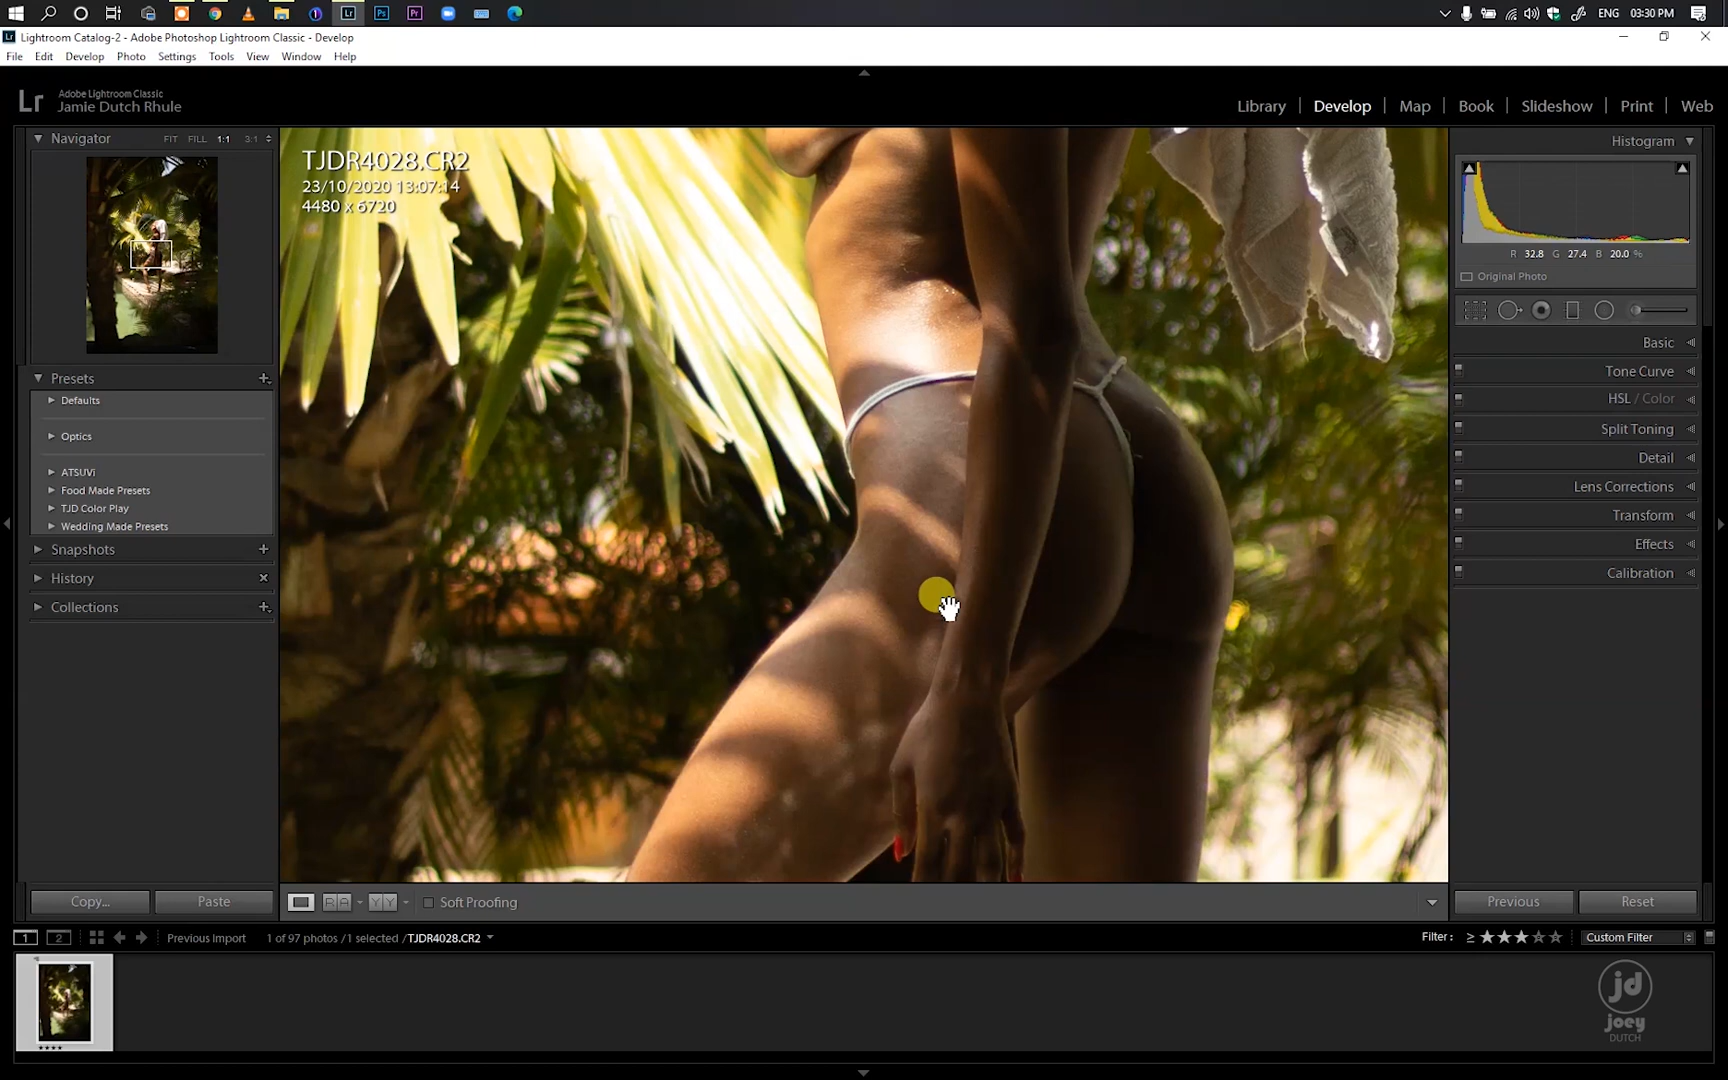 ENG 03:30 PM
Lightroom Catalog-2 - Adobe Photoshop Lightroom Classic - Develop
File Edit Develop Photo Settings Tools View Window Help
Lr Adobe Lightroom Classic
Jamie Dutch Rhule
Library | Develop | Map | Book | Slideshow | Print | Web
Navigator FIT FILL 1:1 3:1
Histogram
TJDR4028.CR2
23/10/2020 13:07:14
4480 x 6720
R 32.8 G 27.4 B 20.0 %
Original Photo
Basic
Tone Curve
HSL / Color
Split Toning
Detail
Lens Corrections
Transform
Effects
Calibration
Presets
Defaults
Optics
ATSUVi
Food Made Presets
TJD Color Play
Wedding Made Presets
Snapshots
History
Collections
Copy... Paste
RA YY Soft Proofing
Previous Reset
1 2 Previous Import 1 of 97 photos /1 selected /TJDR4028.CR2
Filter : ≥ ★★★☆☆ Custom Filter
jd
joey
DUTCH